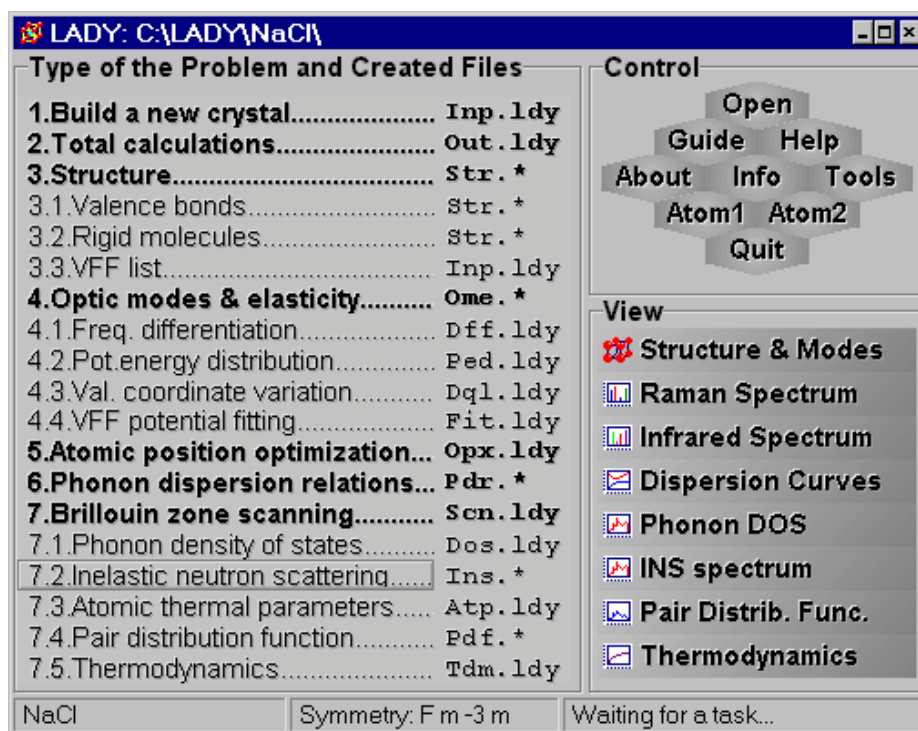 LADY: C:\LADY\NaCl\
Type of the Problem and Created Files
1.Build a new crystal..................... Inp.ldy
2.Total calculations....................... Out.ldy
3.Structure...................................... Str.*
3.1.Valence bonds......................... Str.*
3.2.Rigid molecules........................ Str.*
3.3.VFF list..................................... Inp.ldy
4.Optic modes & elasticity.......... Ome.*
4.1.Freq. differentiation.................. Dff.ldy
4.2.Pot.energy distribution............. Ped.ldy
4.3.Val. coordinate variation........... Dql.ldy
4.4.VFF potential fitting.................. Fit.ldy
5.Atomic position optimization... Opx.ldy
6.Phonon dispersion relations... Pdr.*
7.Brillouin zone scanning........... Scn.ldy
7.1.Phonon density of states......... Dos.ldy
7.2.Inelastic neutron scattering...... Ins.*
7.3.Atomic thermal parameters..... Atp.ldy
7.4.Pair distribution function.......... Pdf.*
7.5.Thermodynamics.................... Tdm.ldy
Control
Open
Guide Help
About Info Tools
Atom1 Atom2
Quit
View
Structure & Modes
Raman Spectrum
Infrared Spectrum
Dispersion Curves
Phonon DOS
INS spectrum
Pair Distrib. Func.
Thermodynamics
NaCl
Symmetry: F m -3 m
Waiting for a task...